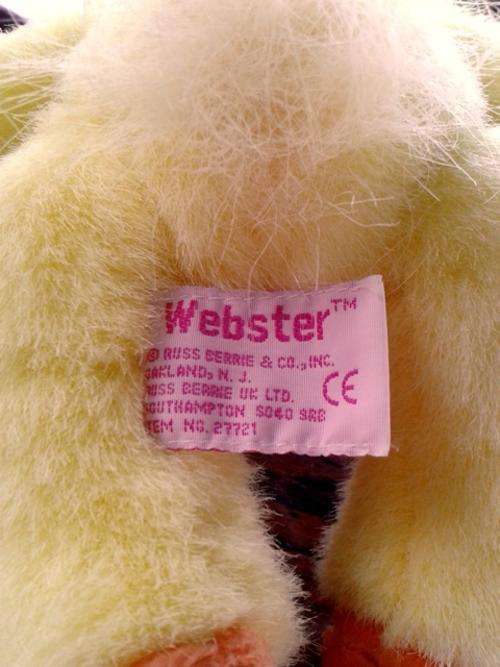 Webster™
© RUSS BERRIE & CO., INC.
OAKLAND, N. J.
RUSS BERRIE UK LTD.
SOUTHAMPTON SO40 9RB
ITEM NO. 27721
CE